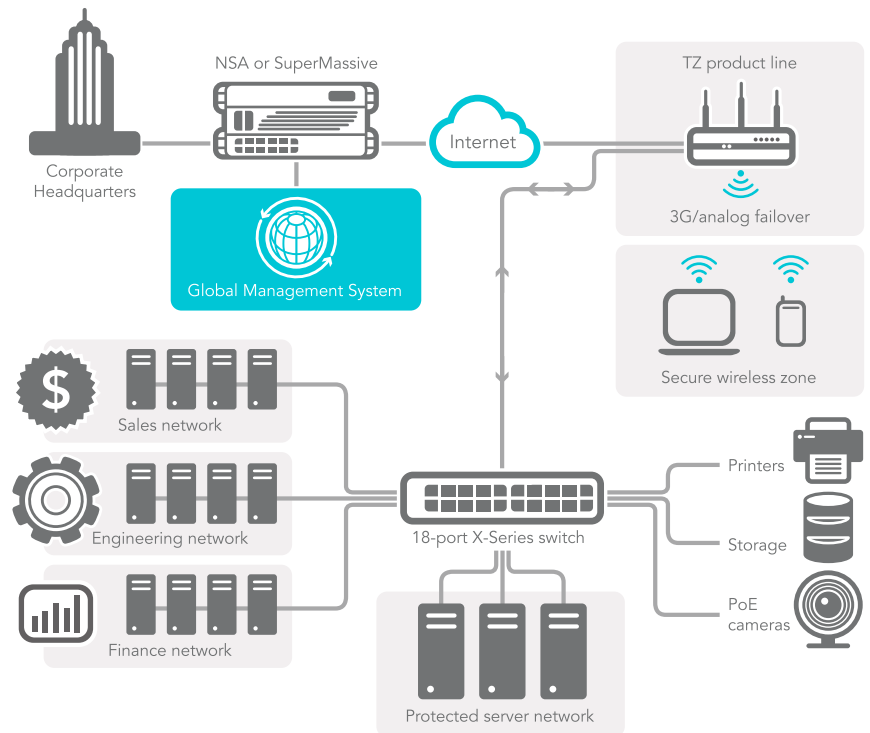 NSA or SuperMassive
TZ product line
Internet
Corporate
Headquarters
3G/analog failover
Global Management System
Secure wireless zone
$
Sales network
Printers
Engineering network
18-port X-Series switch
Storage
PoE
cameras
Finance network
Protected server network